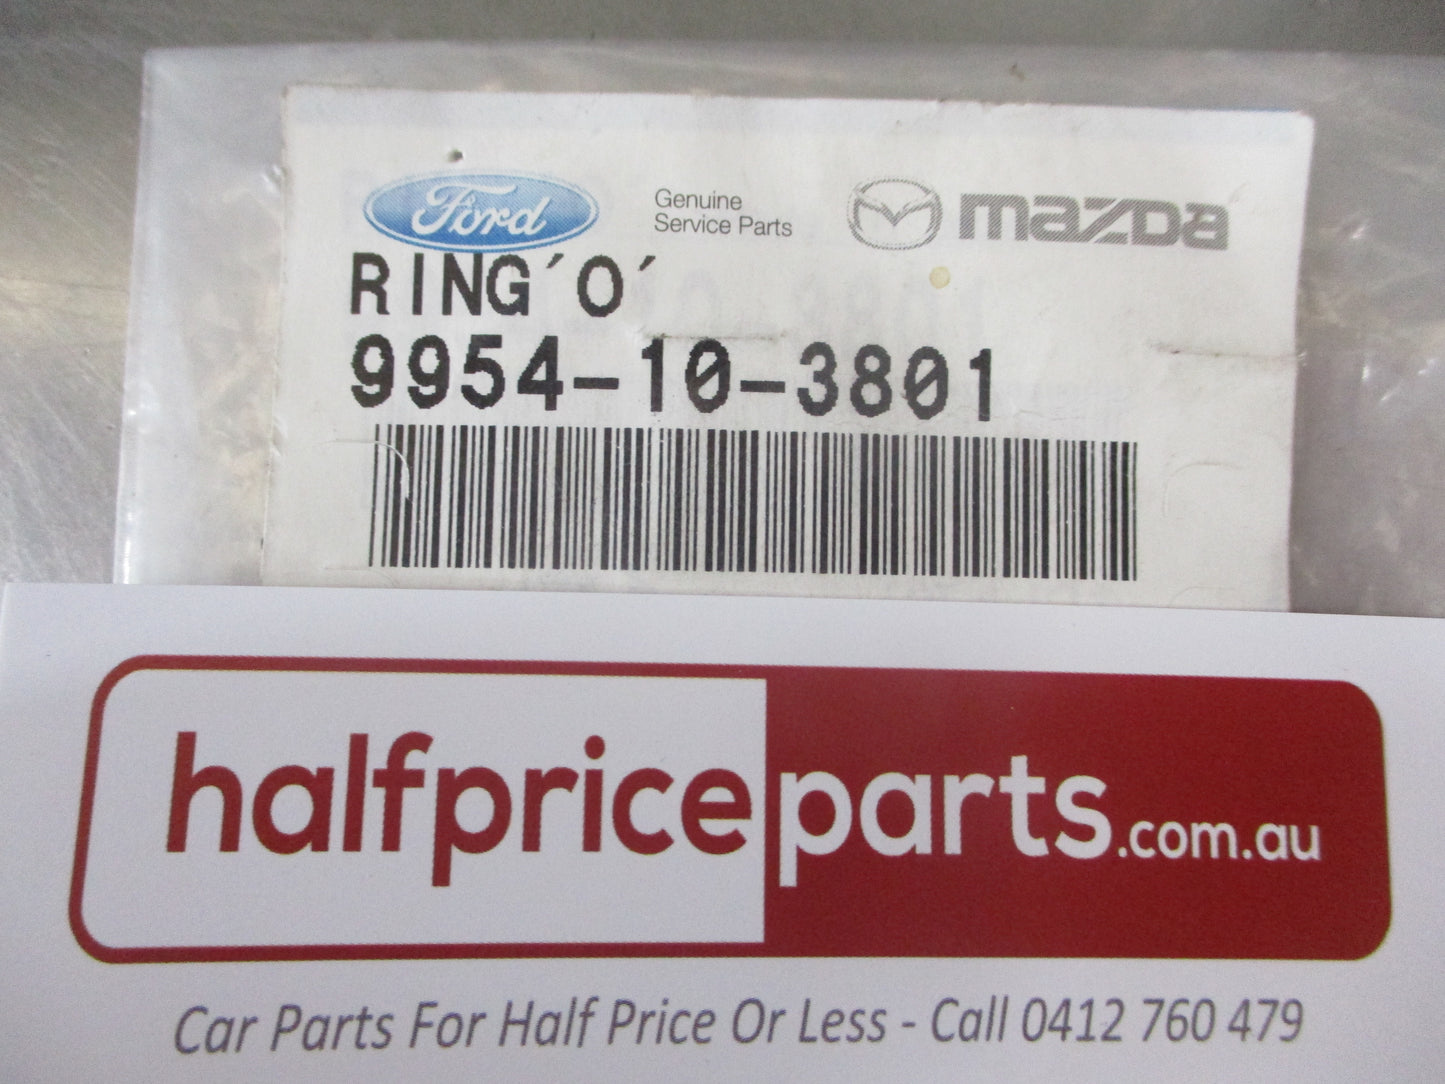 Ford
Genuine
Service Parts
mazda
RING´O´
9954-10-3801
halfpriceparts.com.au
Car Parts For Half Price Or Less - Call 0412 760 479